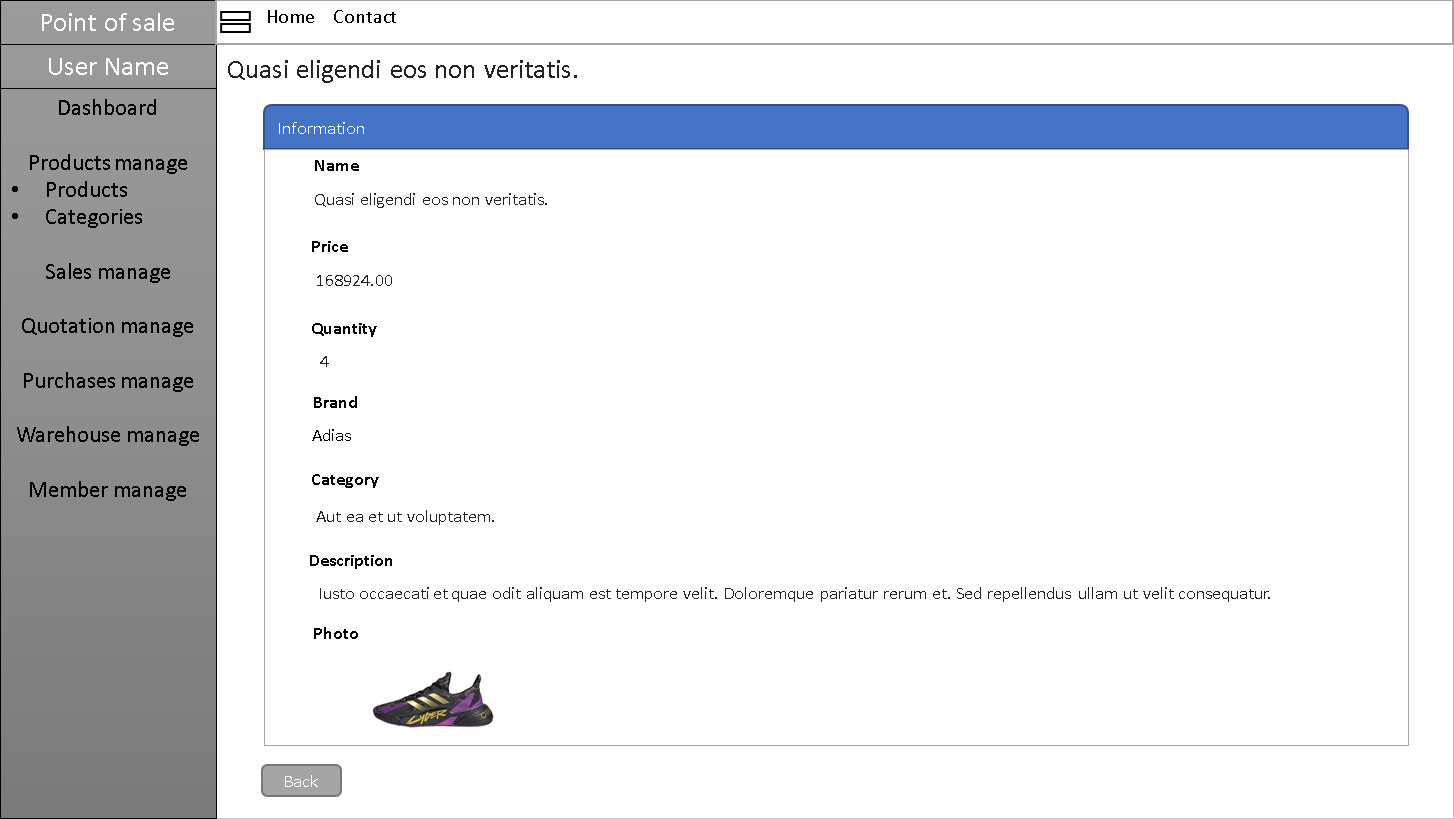 Point of sale
Home Contact
User Name
Quasi eligendi eos non veritatis.
Dashboard
Products manage
• Products
• Categories
Sales manage
Quotation manage
Purchases manage
Warehouse manage
Member manage
Information
Name
Quasi eligendi eos non veritatis.
Price
168924.00
Quantity
4
Brand
Adias
Category
Aut ea et ut voluptatem.
Description
Iusto occaecati et quae odit aliquam est tempore velit. Doloremque pariatur rerum et. Sed repellendus ullam ut velit consequatur.
Photo
CYBER
Back